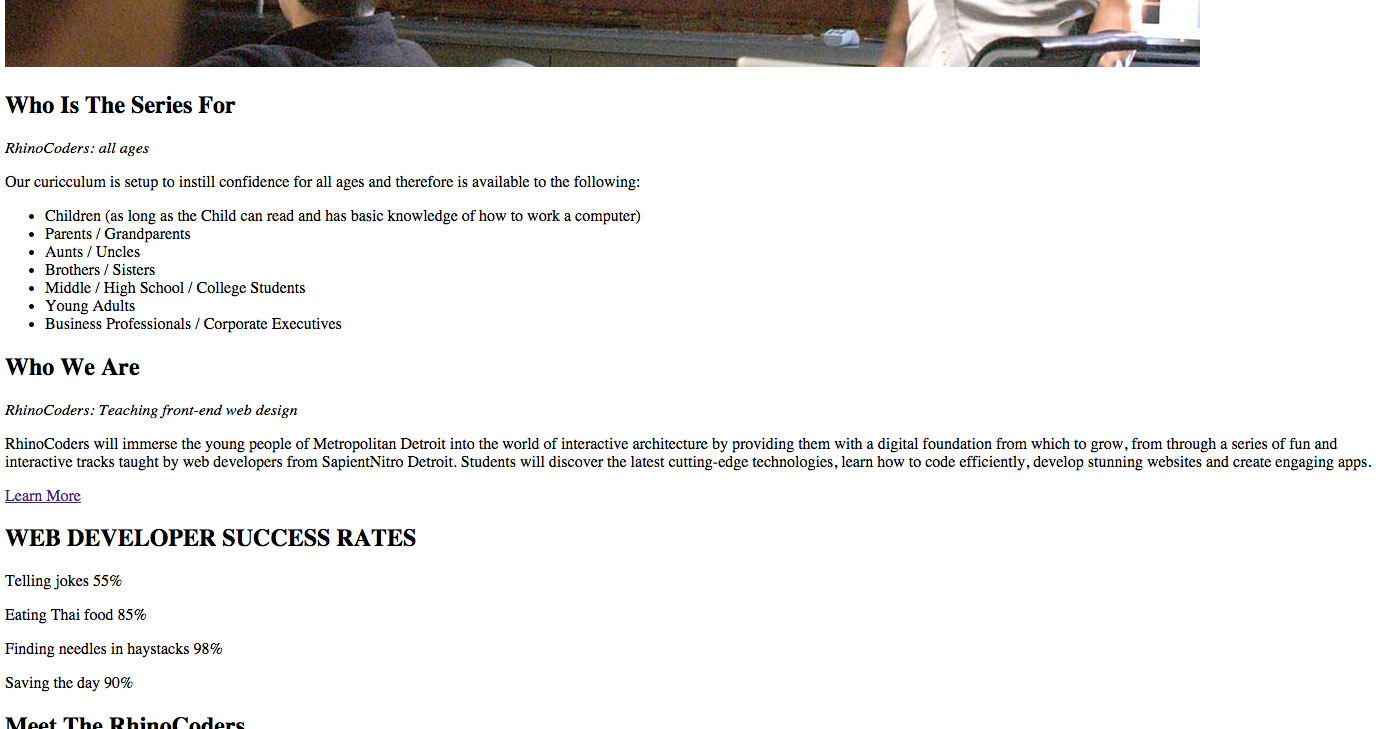 Who Is The Series For
RhinoCoders: all ages
Our curicculum is setup to instill confidence for all ages and therefore is available to the following:
• Children (as long as the Child can read and has basic knowledge of how to work a computer)
• Parents / Grandparents
• Aunts / Uncles
• Brothers / Sisters
• Middle / High School / College Students
• Young Adults
• Business Professionals / Corporate Executives
Who We Are
RhinoCoders: Teaching front-end web design
RhinoCoders will immerse the young people of Metropolitan Detroit into the world of interactive architecture by providing them with a digital foundation from which to grow, from through a series of fun and
interactive tracks taught by web developers from SapientNitro Detroit. Students will discover the latest cutting-edge technologies, learn how to code efficiently, develop stunning websites and create engaging apps.
Learn More
WEB DEVELOPER SUCCESS RATES
Telling jokes 55%
Eating Thai food 85%
Finding needles in haystacks 98%
Saving the day 90%
Meet The RhinoCoders